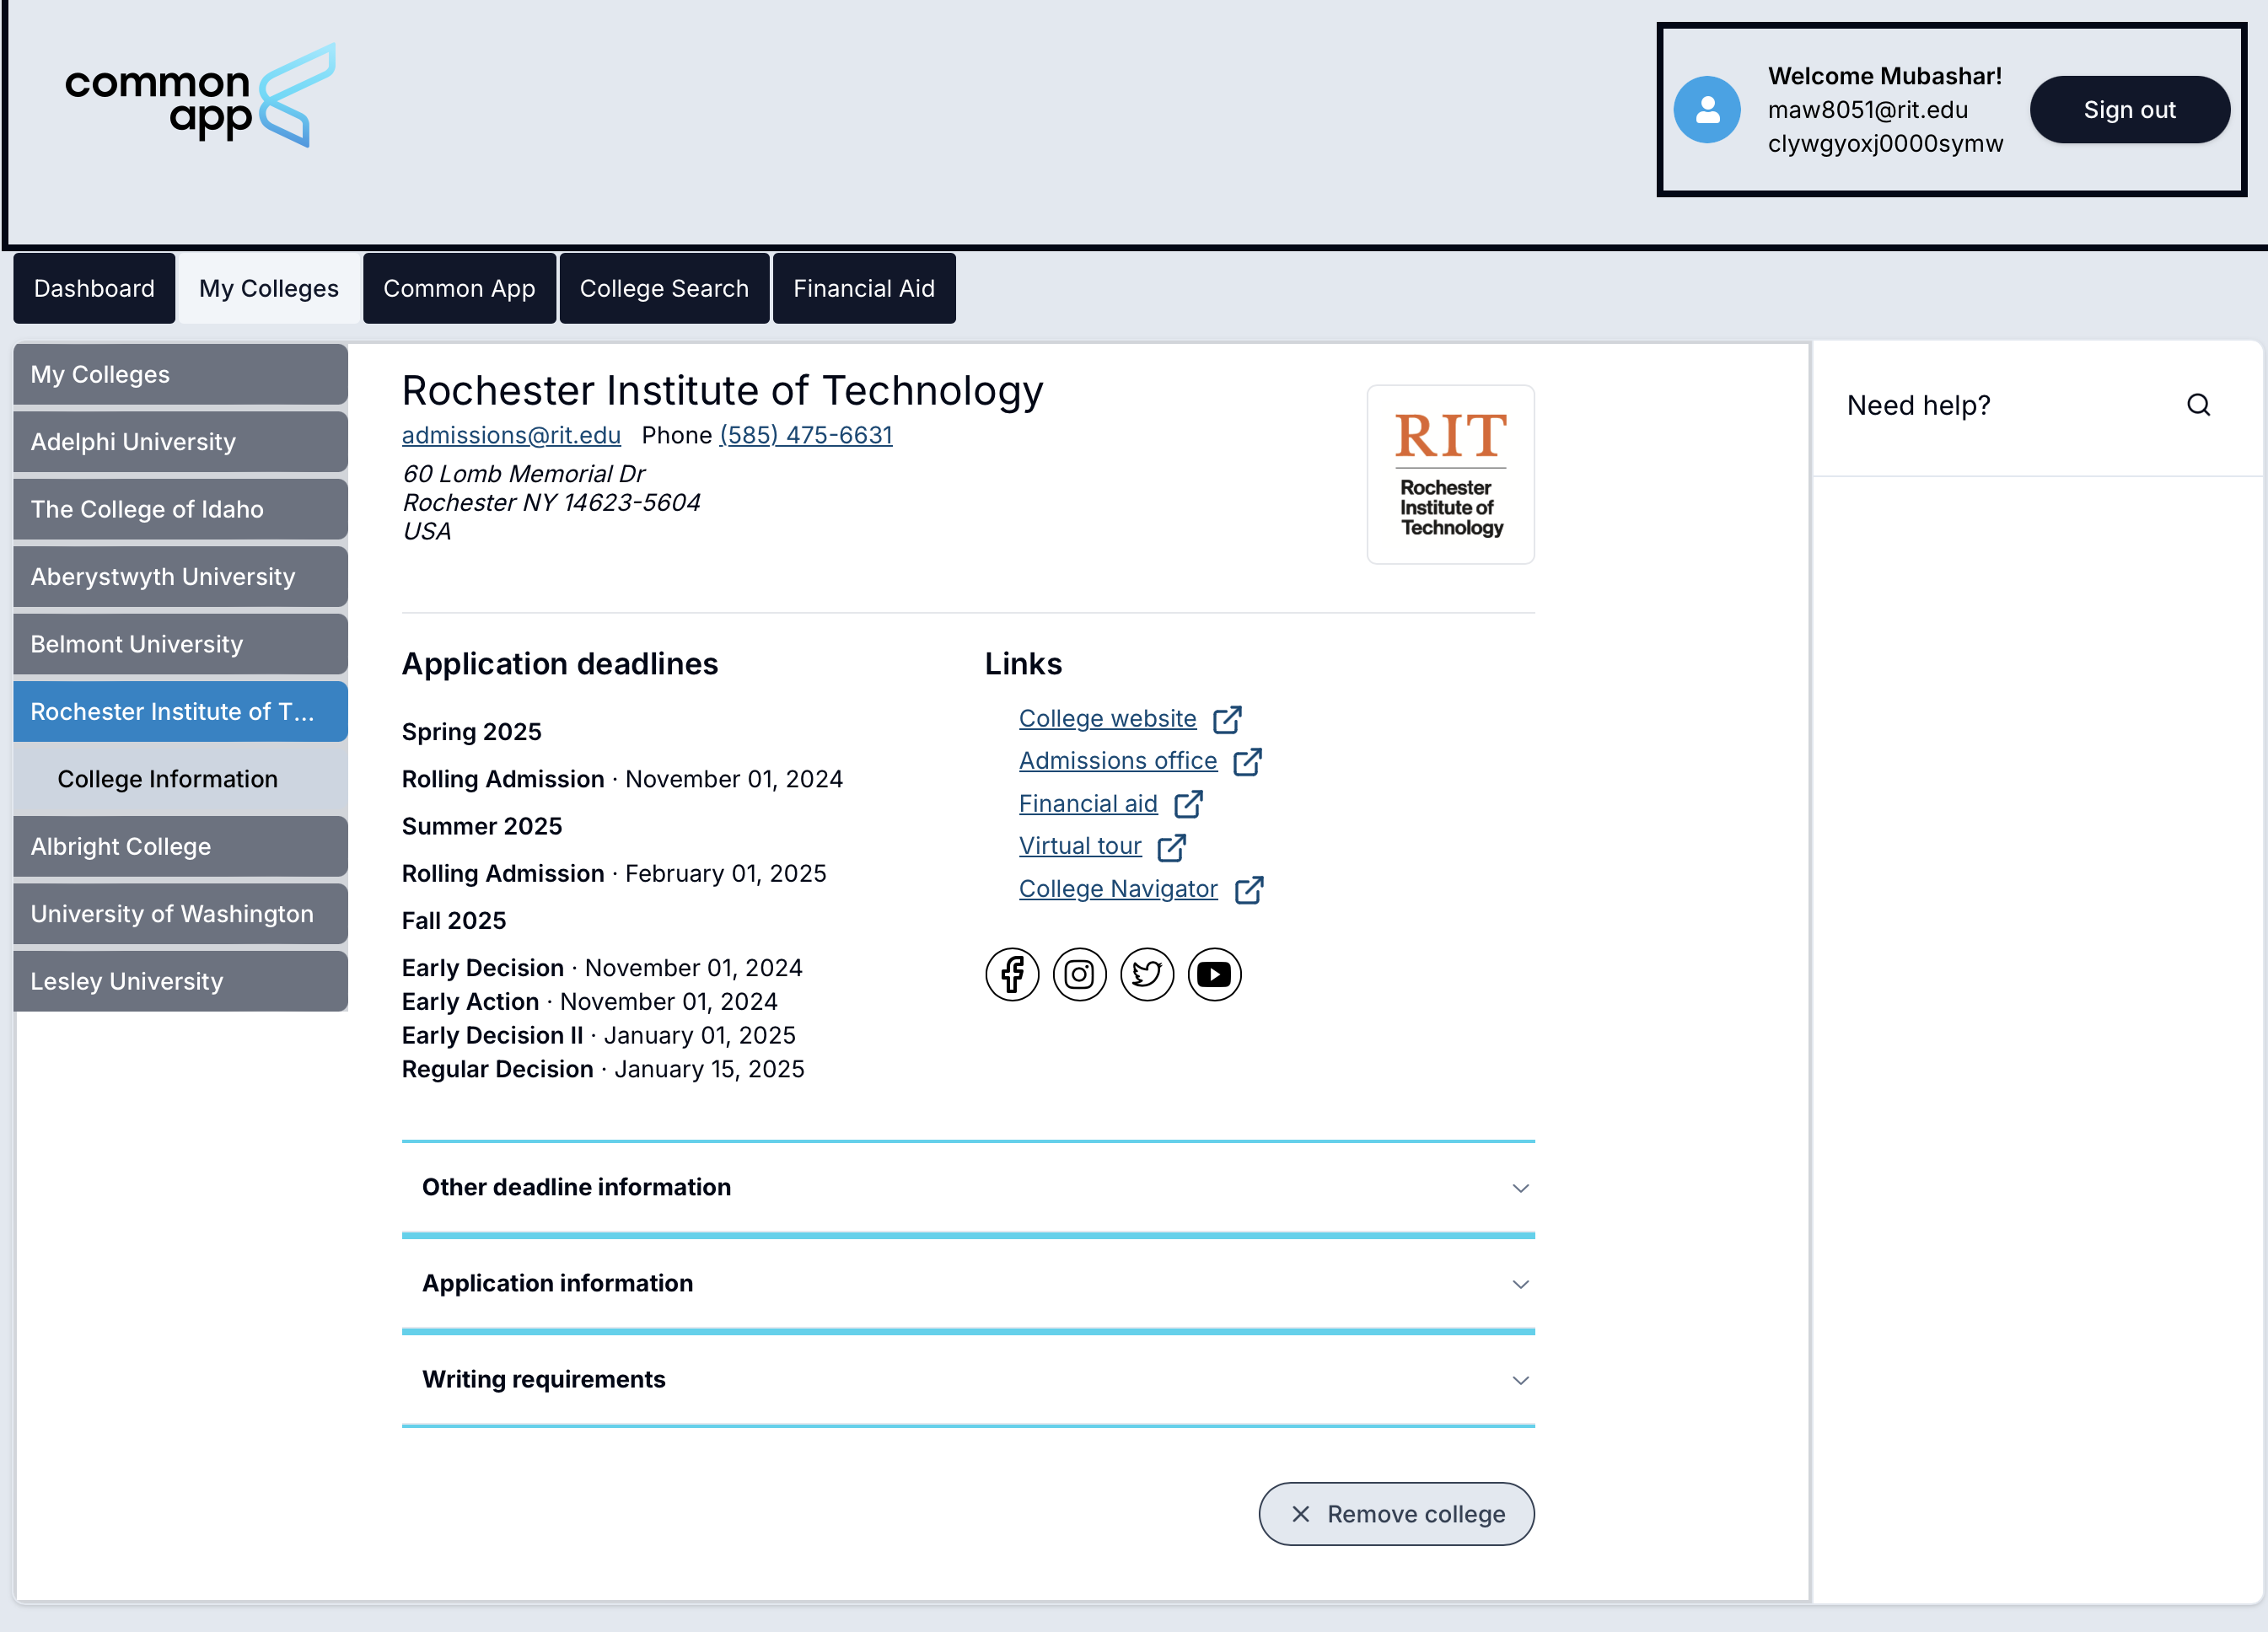 common
app
Welcome Mubashar!
maw8051@rit.edu
clywgyoxj0000symw
Sign out
Dashboard
My Colleges
Common App
College Search
Financial Aid
My Colleges
Adelphi University
The College of Idaho
Aberystwyth University
Belmont University
Rochester Institute of T...
College Information
Albright College
University of Washington
Lesley University
Rochester Institute of Technology
admissions@rit.edu Phone (585) 475-6631
60 Lomb Memorial Dr
Rochester NY 14623-5604
USA
RIT
Rochester
Institute of
Technology
Application deadlines
Spring 2025
Rolling Admission · November 01, 2024
Summer 2025
Rolling Admission · February 01, 2025
Fall 2025
Early Decision · November 01, 2024
Early Action · November 01, 2024
Early Decision II · January 01, 2025
Regular Decision · January 15, 2025
Links
College website
Admissions office
Financial aid
Virtual tour
College Navigator
Other deadline information
Application information
Writing requirements
Remove college
Need help?